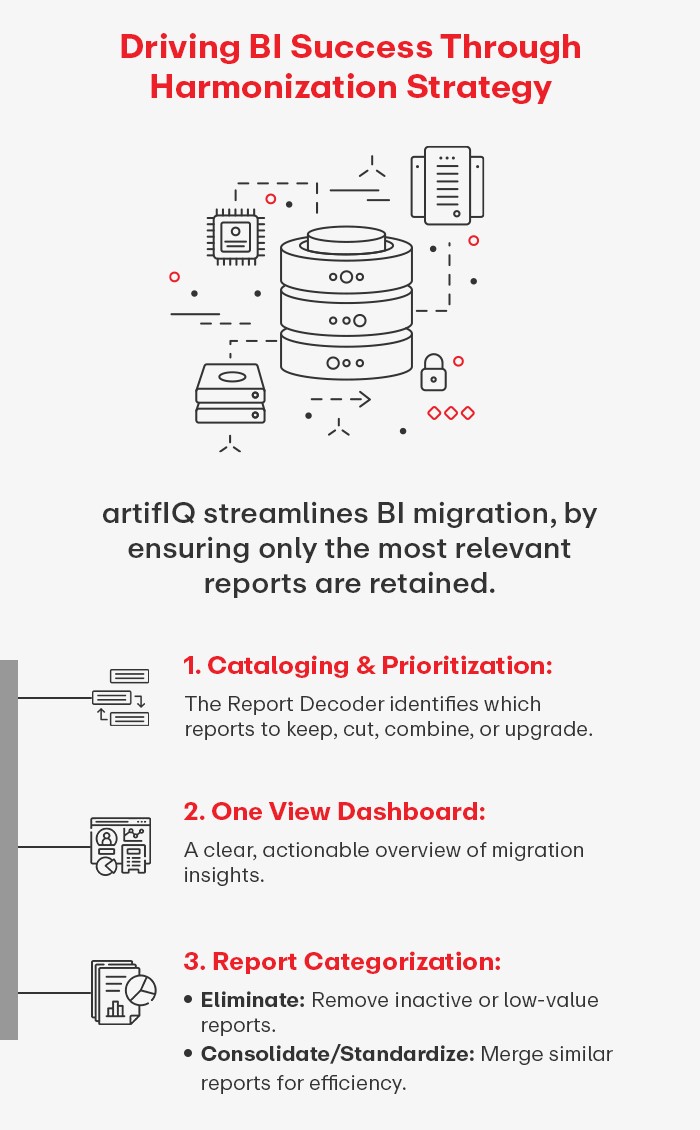 Driving BI Success Through
Harmonization Strategy
artifIQ streamlines BI migration, by
ensuring only the most relevant
reports are retained.
1. Cataloging & Prioritization:
The Report Decoder identifies which
reports to keep, cut, combine, or upgrade.
2. One View Dashboard:
A clear, actionable overview of migration
insights.
3. Report Categorization:
• Eliminate: Remove inactive or low-value
reports.
• Consolidate/Standardize: Merge similar
reports for efficiency.